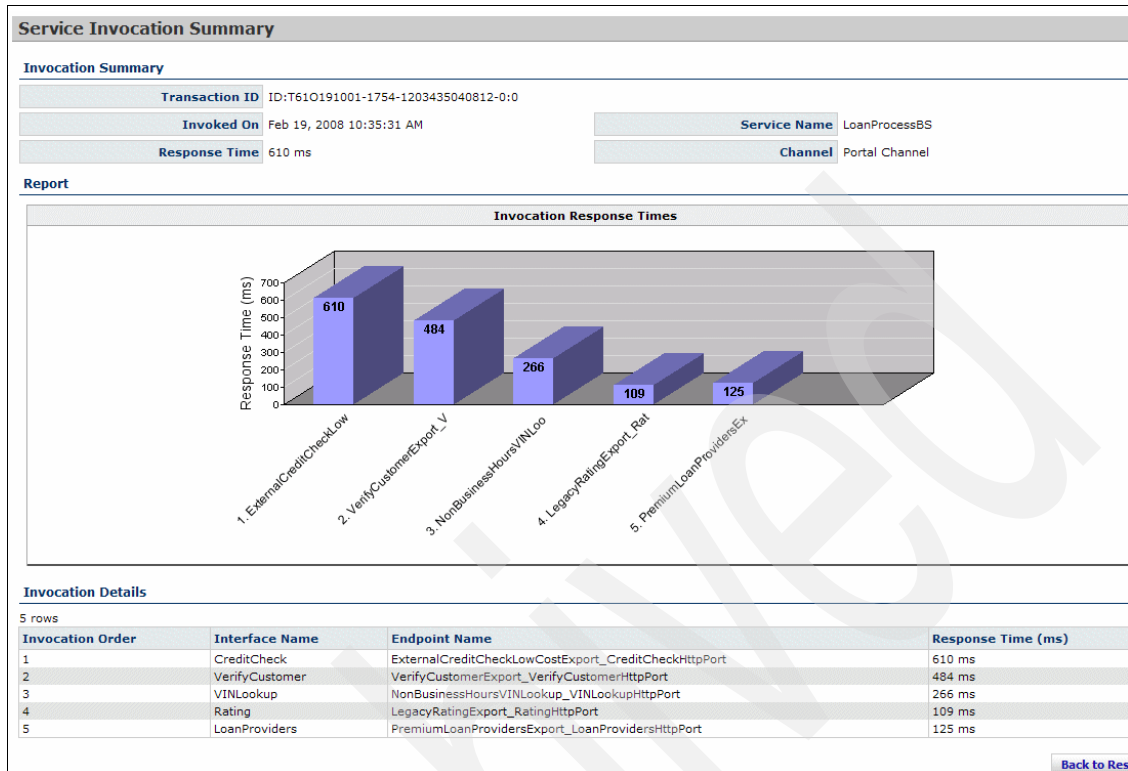 Service Invocation Summary
Invocation Summary
Transaction ID ID:T61O191001-1754-1203435040812-0:0
Invoked On Feb 19, 2008 10:35:31 AM Service Name LoanProcessBS
Response Time 610 ms Channel Portal Channel
Report
Invocation Response Times
Response Time (ms)
700
600
500
400
300
200
100
0
610
484
266
109
125
1. ExternalCreditCheckLow
2. VerifyCustomerExport_V
3. NonBusinessHoursVINLoo
4. LegacyRatingExport_Rat
5. PremiumLoanProvidersEx
Invocation Details
5 rows
Invocation Order Interface Name Endpoint Name Response Time (ms)
1 CreditCheck ExternalCreditCheckLowCostExport_CreditCheckHttpPort 610 ms
2 VerifyCustomer VerifyCustomerExport_VerifyCustomerHttpPort 484 ms
3 VINLookup NonBusinessHoursVINLookup_VINLookupHttpPort 266 ms
4 Rating LegacyRatingExport_RatingHttpPort 109 ms
5 LoanProviders PremiumLoanProvidersExport_LoanProvidersHttpPort 125 ms
Back to Res